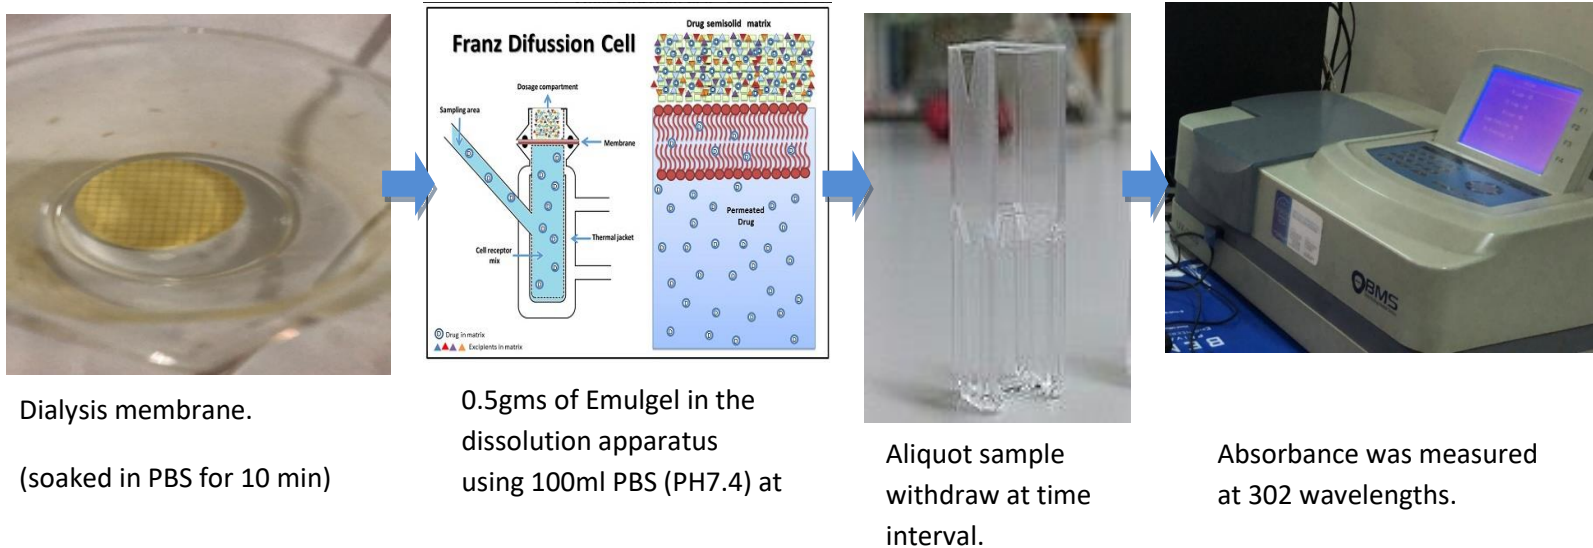 Franz Difussion Cell
Dosage compartment
Sampling area
Membrane
Thermal jacket
Cell receptor
mix
Drug in matrix
Excipients in matrix
Drug semisolid matrix
Permeated
Drug
BMS
Dialysis membrane.
(soaked in PBS for 10 min)
0.5gms of Emulgel in the
dissolution apparatus
using 100ml PBS (PH7.4) at
Aliquot sample
withdraw at time
interval.
Absorbance was measured
at 302 wavelengths.